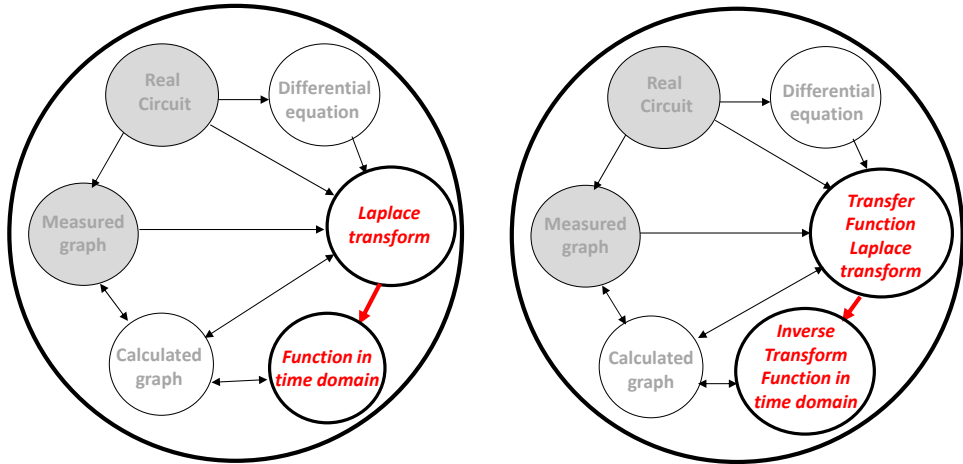 Real
Circuit
Differential
equation
Measured
graph
Laplace
transform
Calculated
graph
Function in
time domain
Real
Circuit
Differential
equation
Measured
graph
Transfer
Function
Laplace
transform
Calculated
graph
Inverse
Transform
Function in
time domain